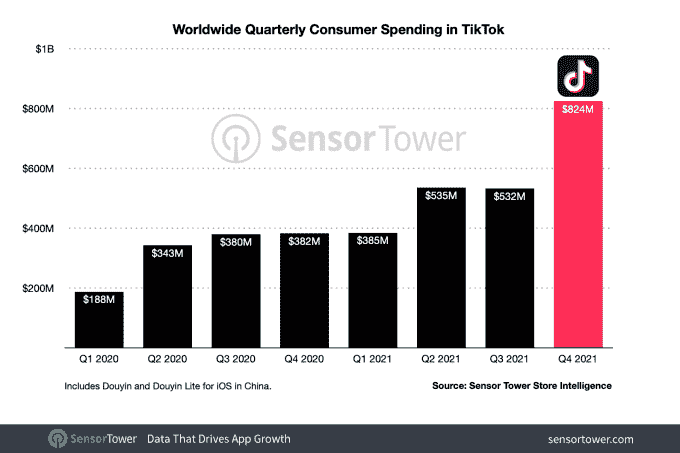 Worldwide Quarterly Consumer Spending in TikTok
$1B
$800M
$600M
$400M
$200M
SensorTower
$188M
$343M
$380M
$382M
$385M
$535M
$532M
$824M
Q1 2020
Q2 2020
Q3 2020
Q4 2020
Q1 2021
Q2 2021
Q3 2021
Q4 2021
Includes Douyin and Douyin Lite for iOS in China.
Source: Sensor Tower Store Intelligence
SensorTower
Data That Drives App Growth
sensortower.com